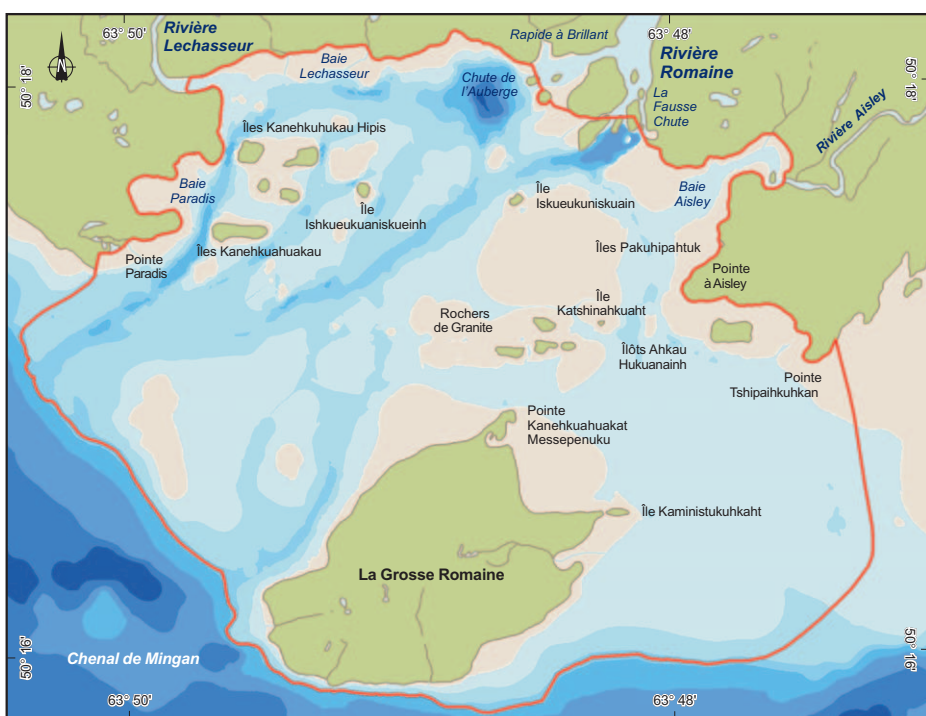 63° 50'
63° 48'
Rivière
Lechasseur
Baie
Lechasseur
Rapide à Brillant
Rivière
Romaine
50° 18'
50° 18'
Chute de
l'Auberge
La
Fausse
Chute
Rivière Aisley
Îles Kanehkuhukau Hipis
Baie
Paradis
Île
Ishkueukuaniskueinh
Île
Iskueukuniskuain
Baie
Aisley
Îles Kanehkuahuakau
Îles Pakuhipahtuk
Pointe
Paradis
Pointe
à Aisley
Rochers
de Granite
Île
Katshinahkuaht
Îlôts Ahkau
Hukuanainh
Pointe
Tshipaihkuhkan
Pointe
Kanehkuahuakat
Messepenuku
Île Kaministukuhkaht
La Grosse Romaine
50° 16'
50° 16'
Chenal de Mingan
63° 50'
63° 48'